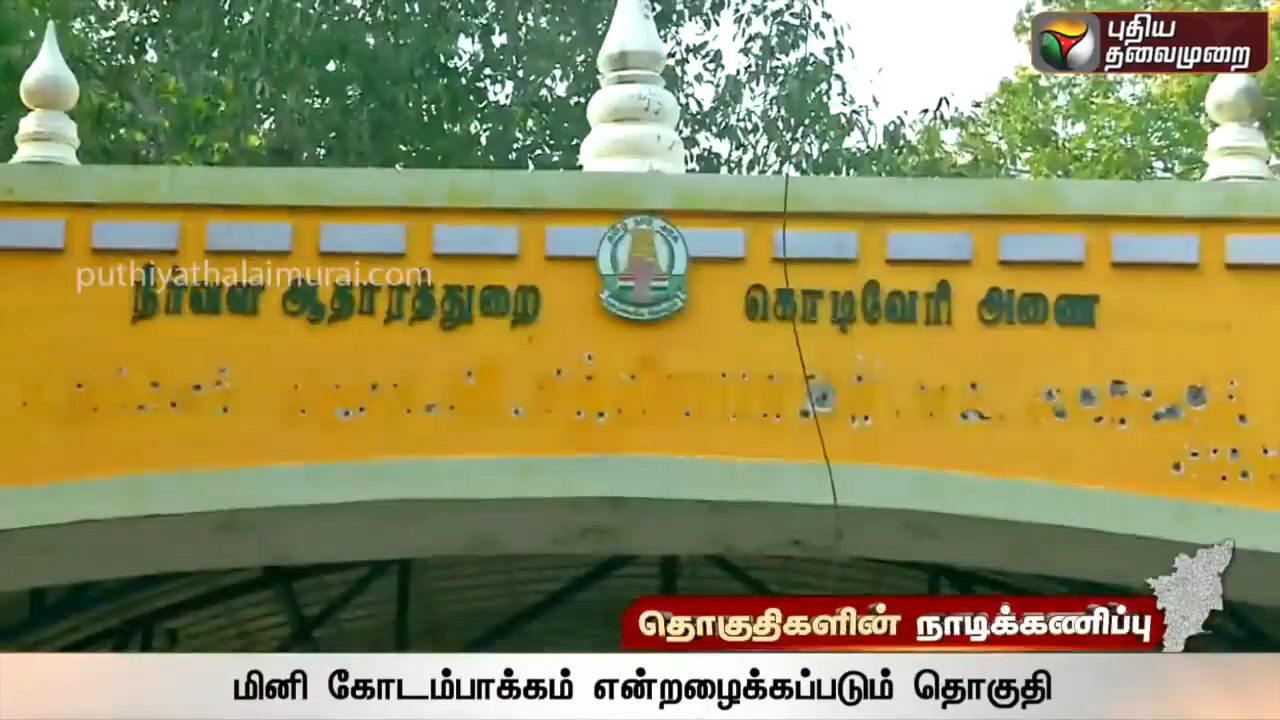 புதிய
தலைமுறை
puthiyathalaimurai.com
நீர்வள ஆதாரத்துறை
கொடிவேரி அணை
தொகுதிகளின் நாடிக்கணிப்பு
மினி கோடம்பாக்கம் என்றழைக்கப்படும் தொகுதி